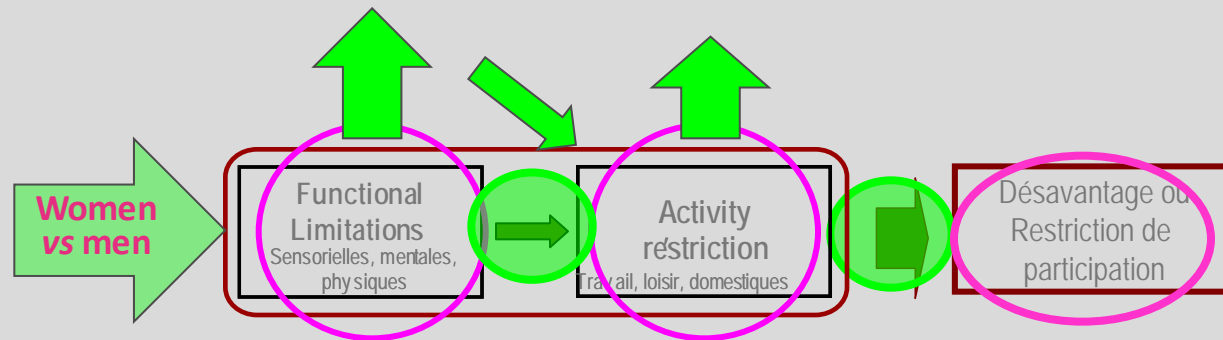 Women
vs men
Functional
Limitations
Sensorielles, mentales,
physiques
Activity
restriction
Travail, loisir, domestiques
Désavantage ou
Restriction de
participation